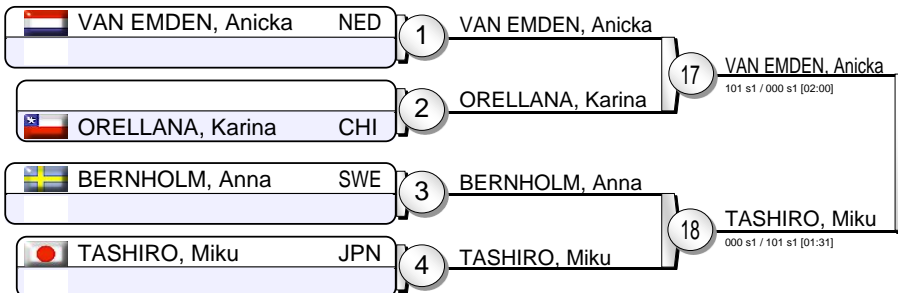 VAN EMDEN, Anicka NED
1
VAN EMDEN, Anicka
17
VAN EMDEN, Anicka
101 s1 / 000 s1 [02:00]
2
ORELLANA, Karina
ORELLANA, Karina CHI
BERNHOLM, Anna SWE
3
BERNHOLM, Anna
18
TASHIRO, Miku
000 s1 / 101 s1 [01:31]
TASHIRO, Miku JPN
4
TASHIRO, Miku